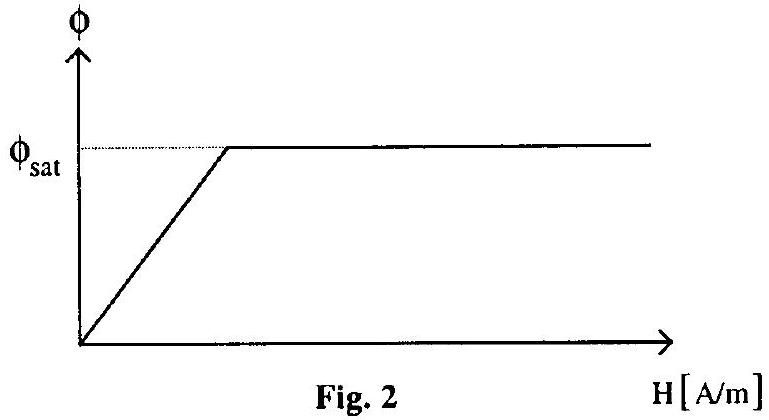 ϕ
ϕsat
H[A/m]
Fig. 2